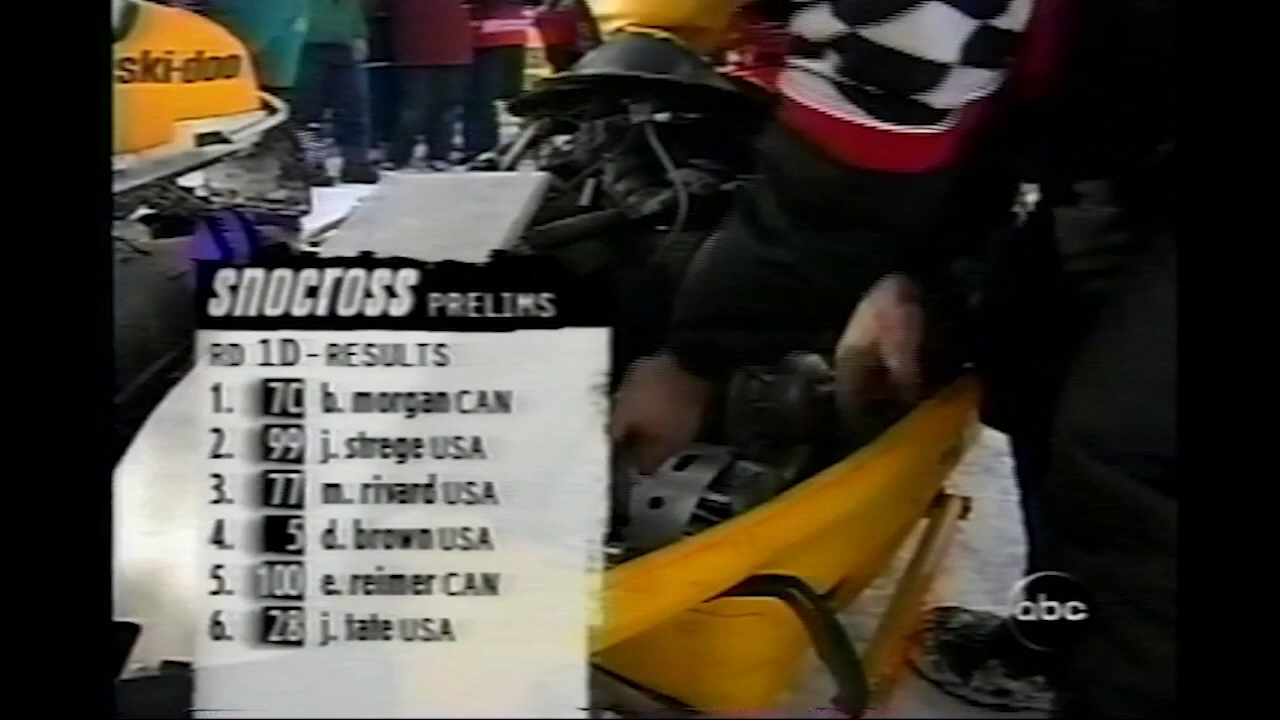 ski-doo
snocross PRELIMS
RD 1D - RESULTS
1. 70 b. morgan CAN
2. 99 j. strege USA
3. 77 m. rivard USA
4. 5 d. brown USA
5. 100 e. reimer CAN
6. 28 j. tate USA
abc